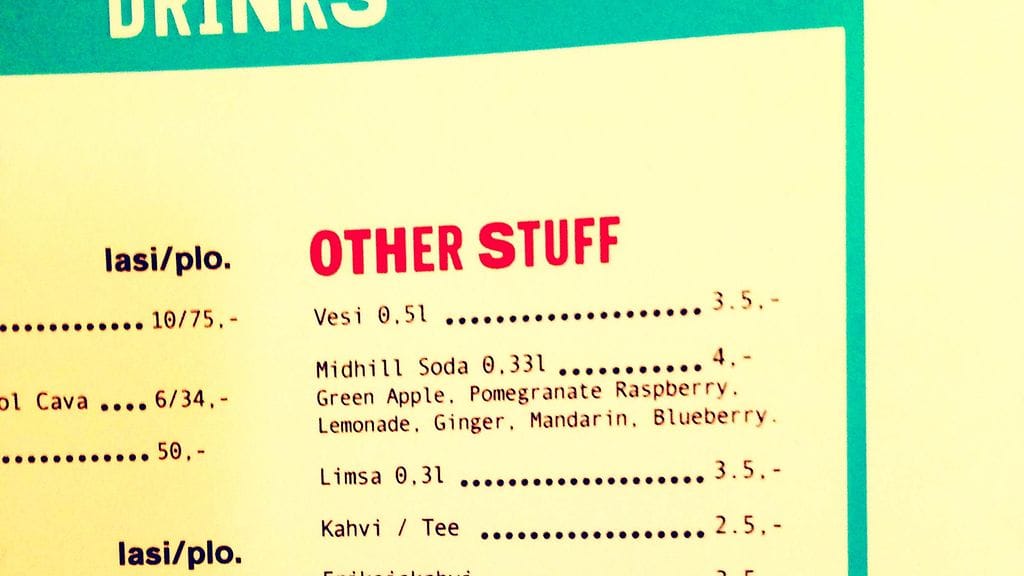 DRINKS
lasi/plo.
10/75,-
ol Cava .... 6/34,-
50,-
lasi/plo.
OTHER STUFF
Vesi 0,5l .................... 3.5,-
Midhill Soda 0,33l ........... 4,-
Green Apple, Pomegranate Raspberry,
Lemonade, Ginger, Mandarin, Blueberry.
Limsa 0,3l .................... 3.5,-
Kahvi / Tee .................. 2.5,-